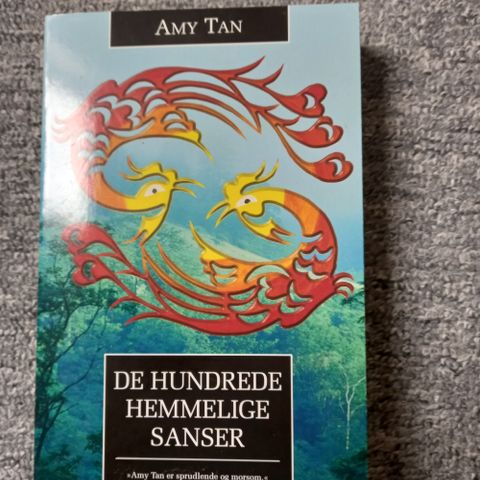 AMY TAN
DE HUNDREDE
HEMMELIGE
SANSER
»Amy Tan er sprudlende og morsom.«